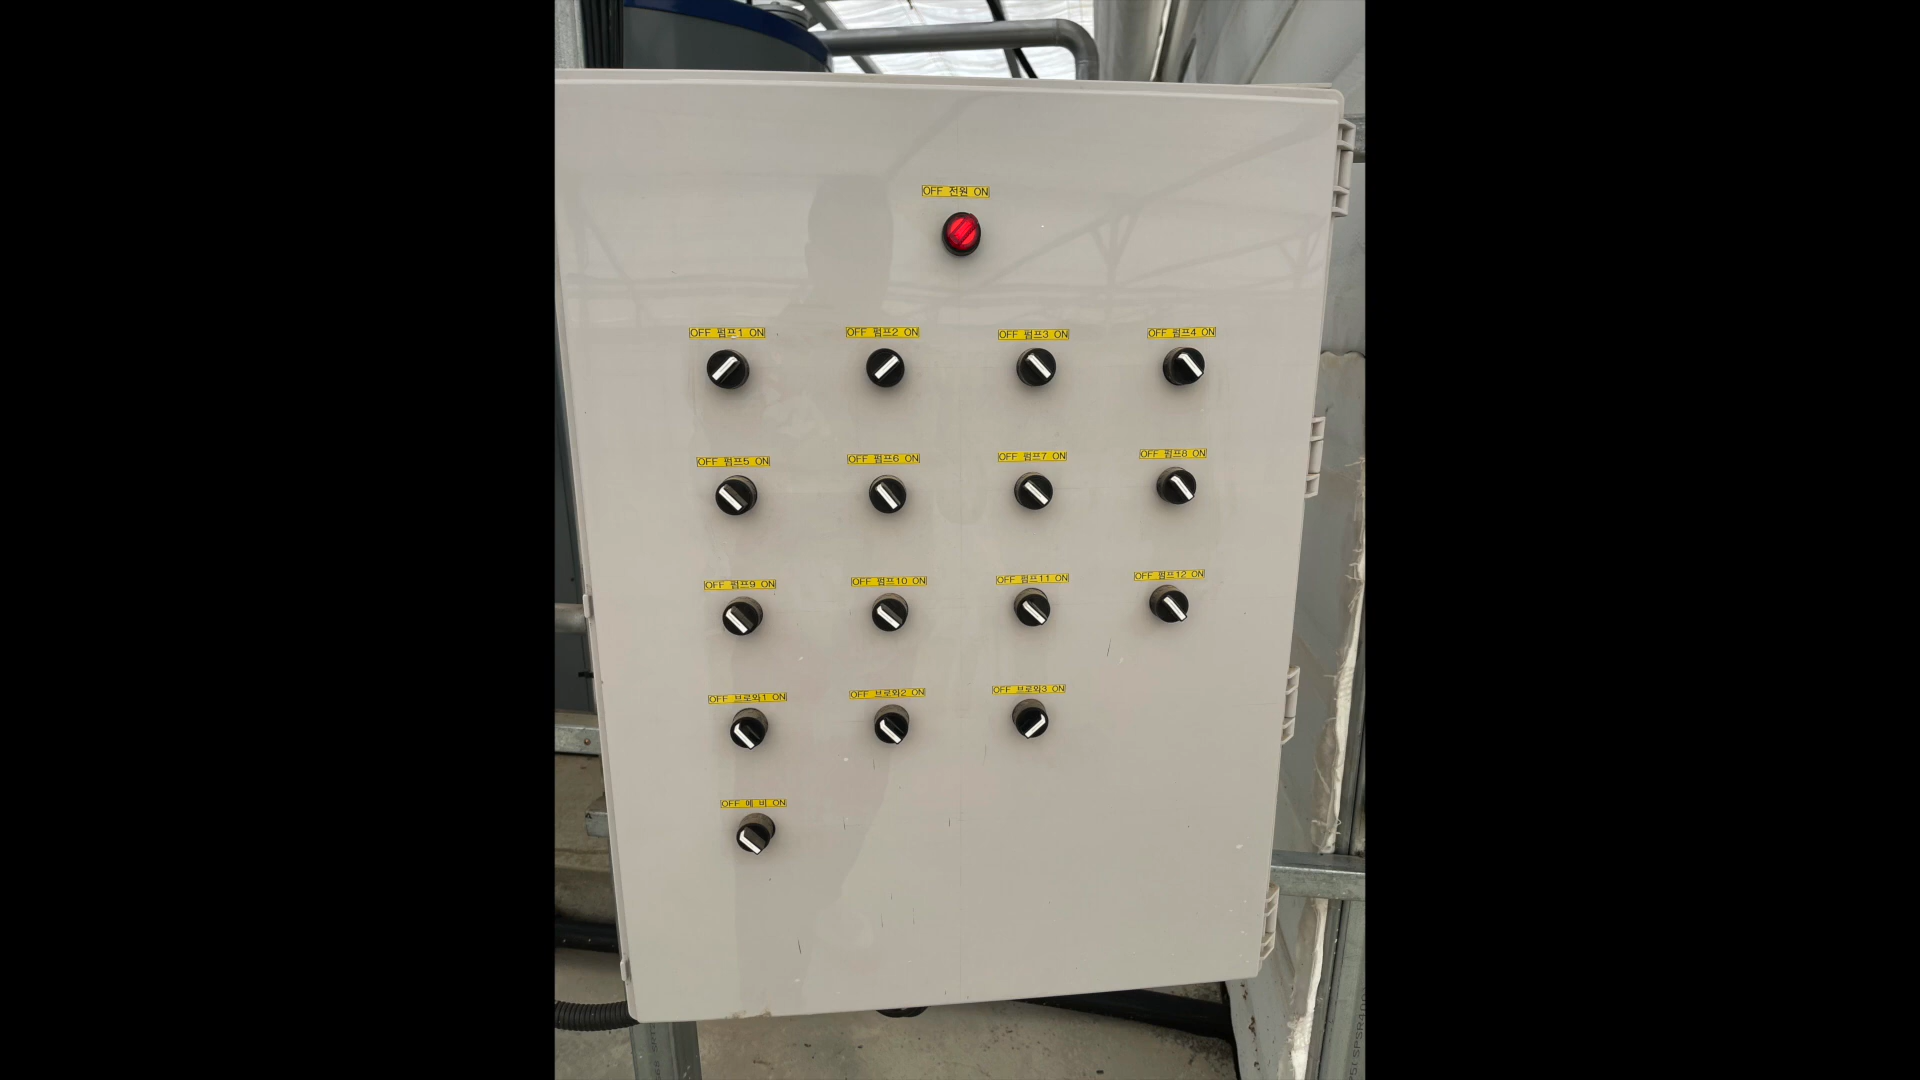 OFF 전원 ON
OFF 펌프1 ON
OFF 펌프2 ON
OFF 펌프3 ON
OFF 펌프4 ON
OFF 펌프5 ON
OFF 펌프6 ON
OFF 펌프7 ON
OFF 펌프8 ON
OFF 펌프9 ON
OFF 펌프10 ON
OFF 펌프11 ON
OFF 펌프12 ON
OFF 브로와1 ON
OFF 브로와2 ON
OFF 브로와3 ON
OFF 예 비 ON